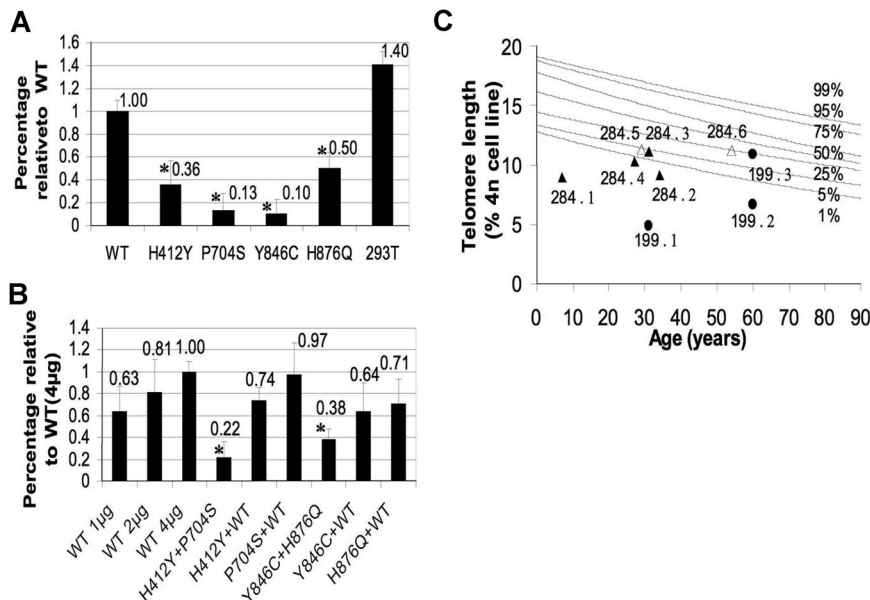 A
Percentage
relativeto WT
1.6
1.4
1.2
1
0.8
0.6
0.4
0.2
0
1.00
*0.36
*0.13
*0.10
*0.50
1.40
WT H412Y P704S Y846C H876Q 293T
B
Percentage relative
to WT(4µg)
1.4
1.2
1
0.8
0.6
0.4
0.2
0
0.63
0.81
1.00
0.22
*
0.74
0.97
0.38
*
0.64
0.71
WT 1µg
WT 2µg
WT 4µg
H412Y+P704S
H412Y+WT
P704S+WT
Y846C+H876Q
Y846C+WT
H876Q+WT
C
Telomere length
(% 4n cell line)
20
15
10
5
0
99%
95%
75%
50%
25%
5%
1%
284.5 284.3 284.6
284.4
199.3
284.1
284.2
199.2
199.1
0 10 20 30 40 50 60 70 80 90
Age (years)